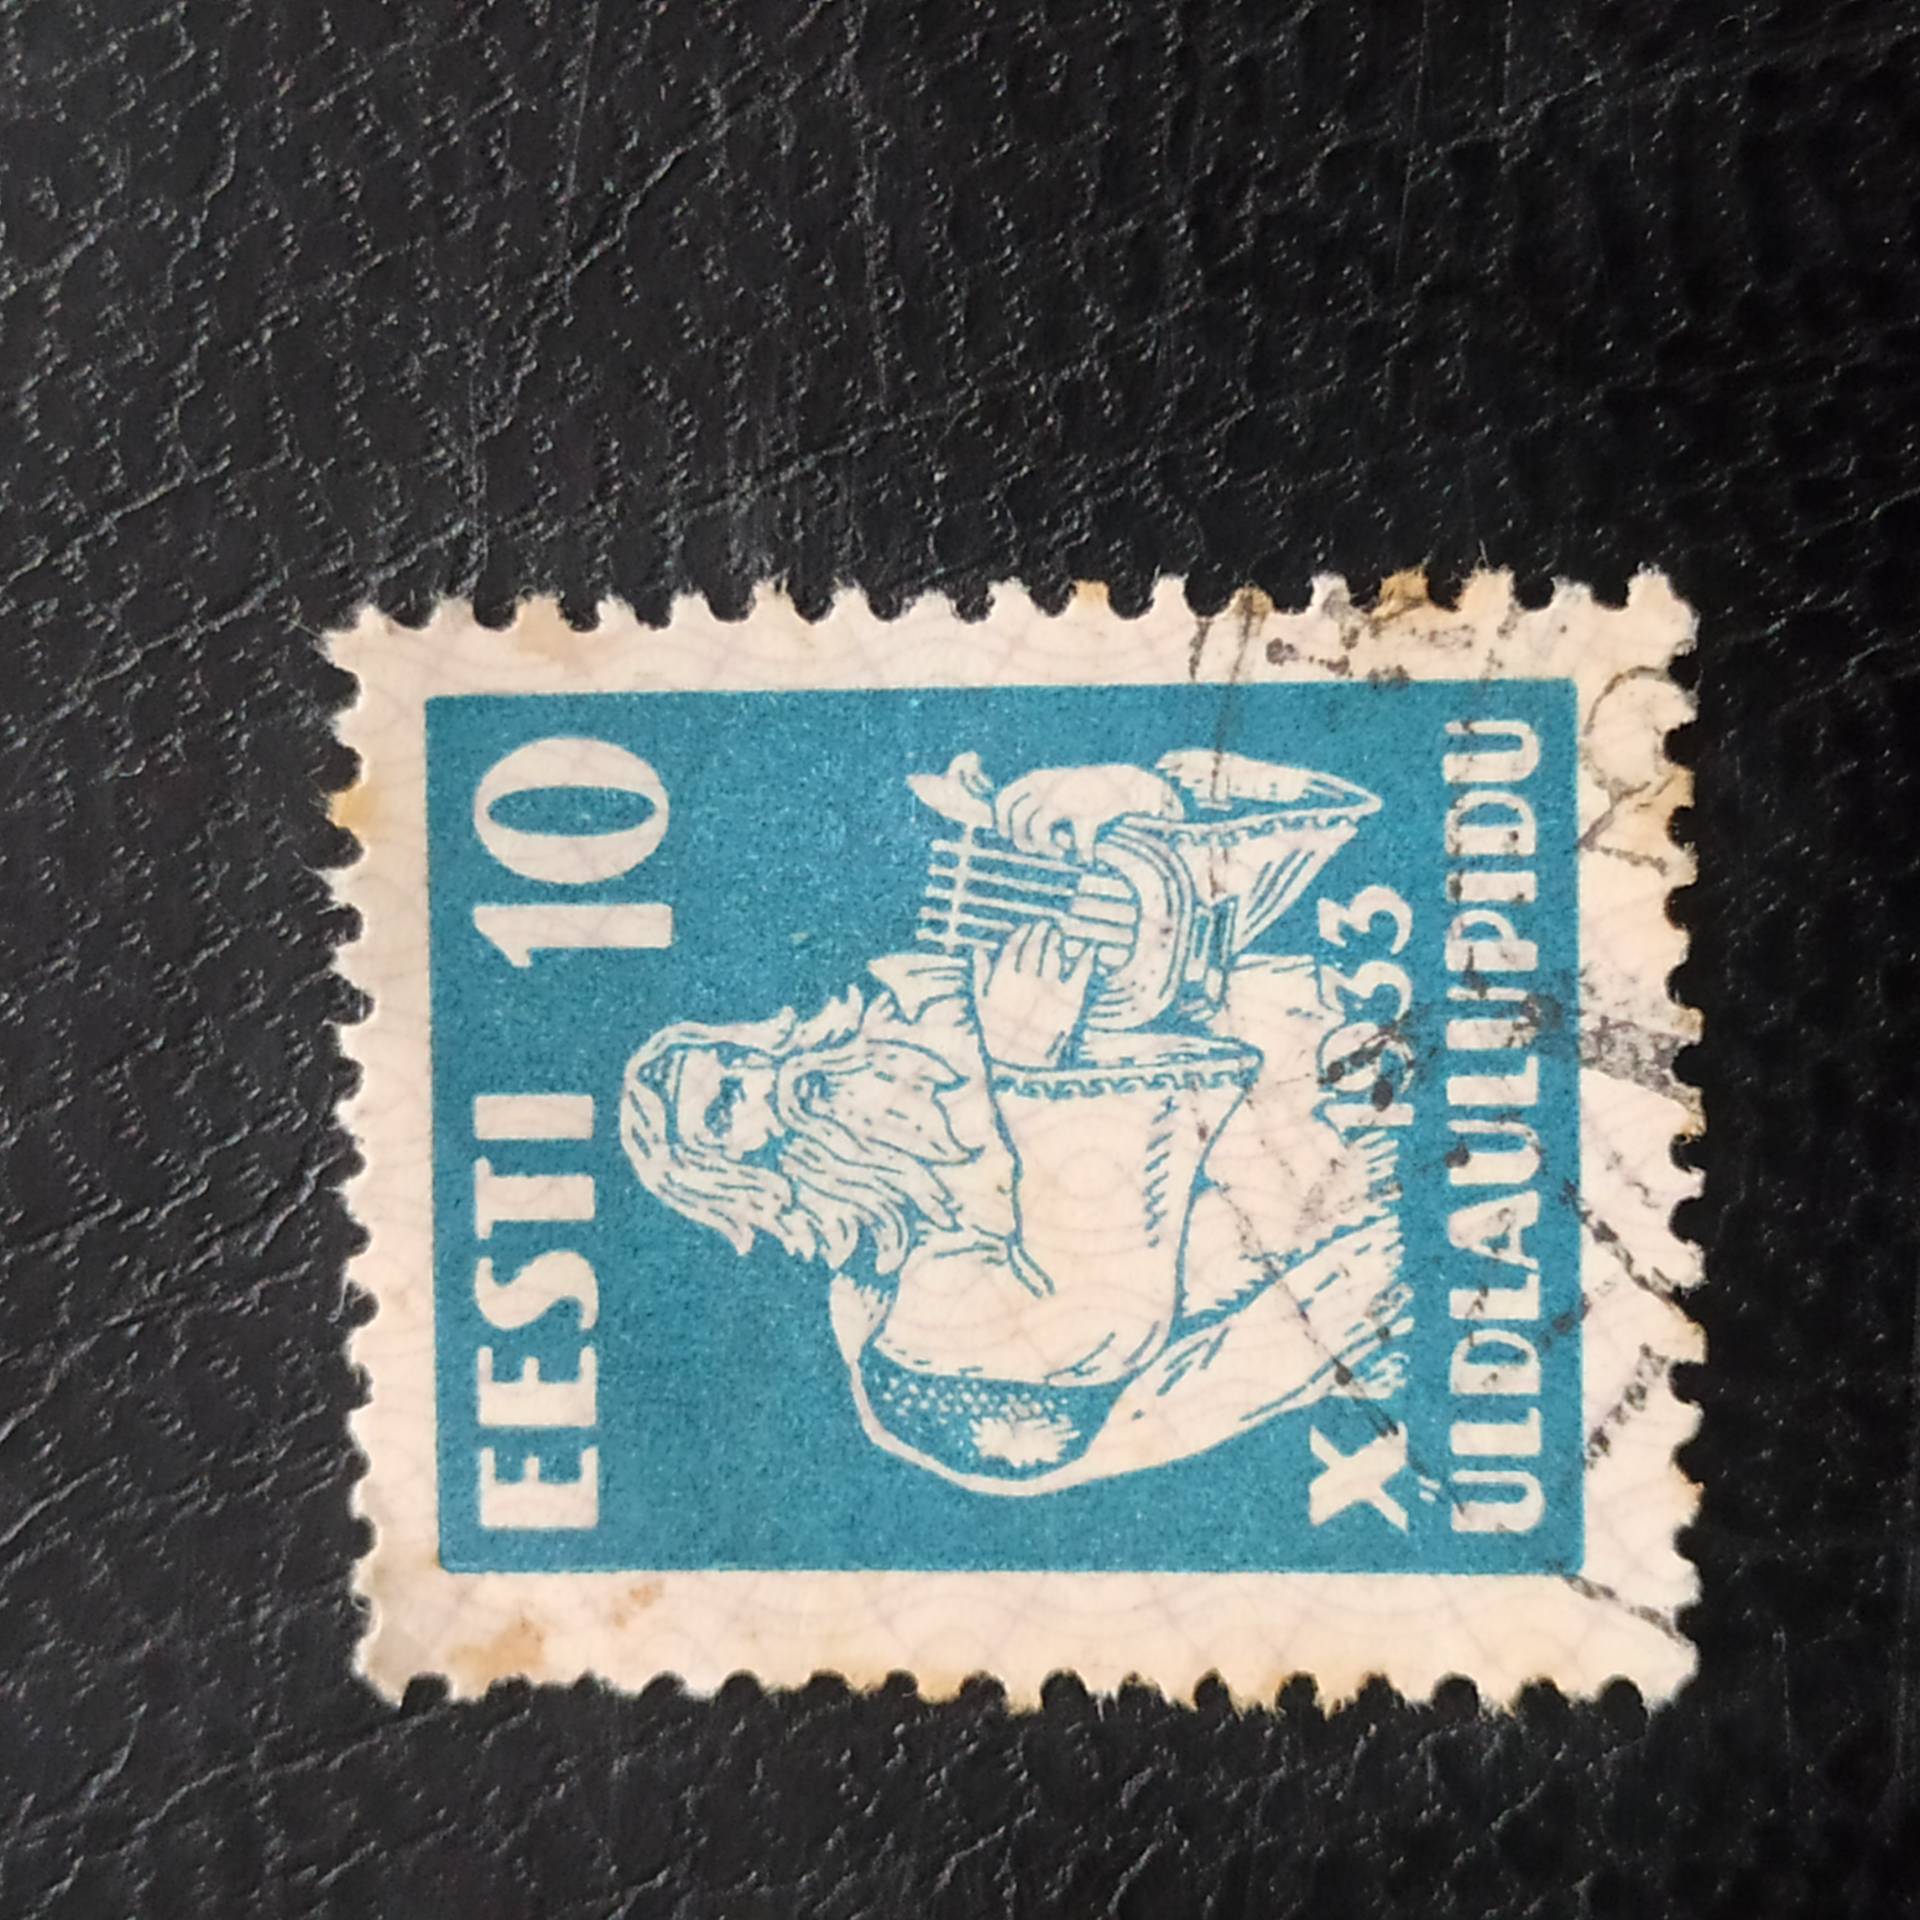 EESTI 10
X 1933
ÜLDLAULUPIDU